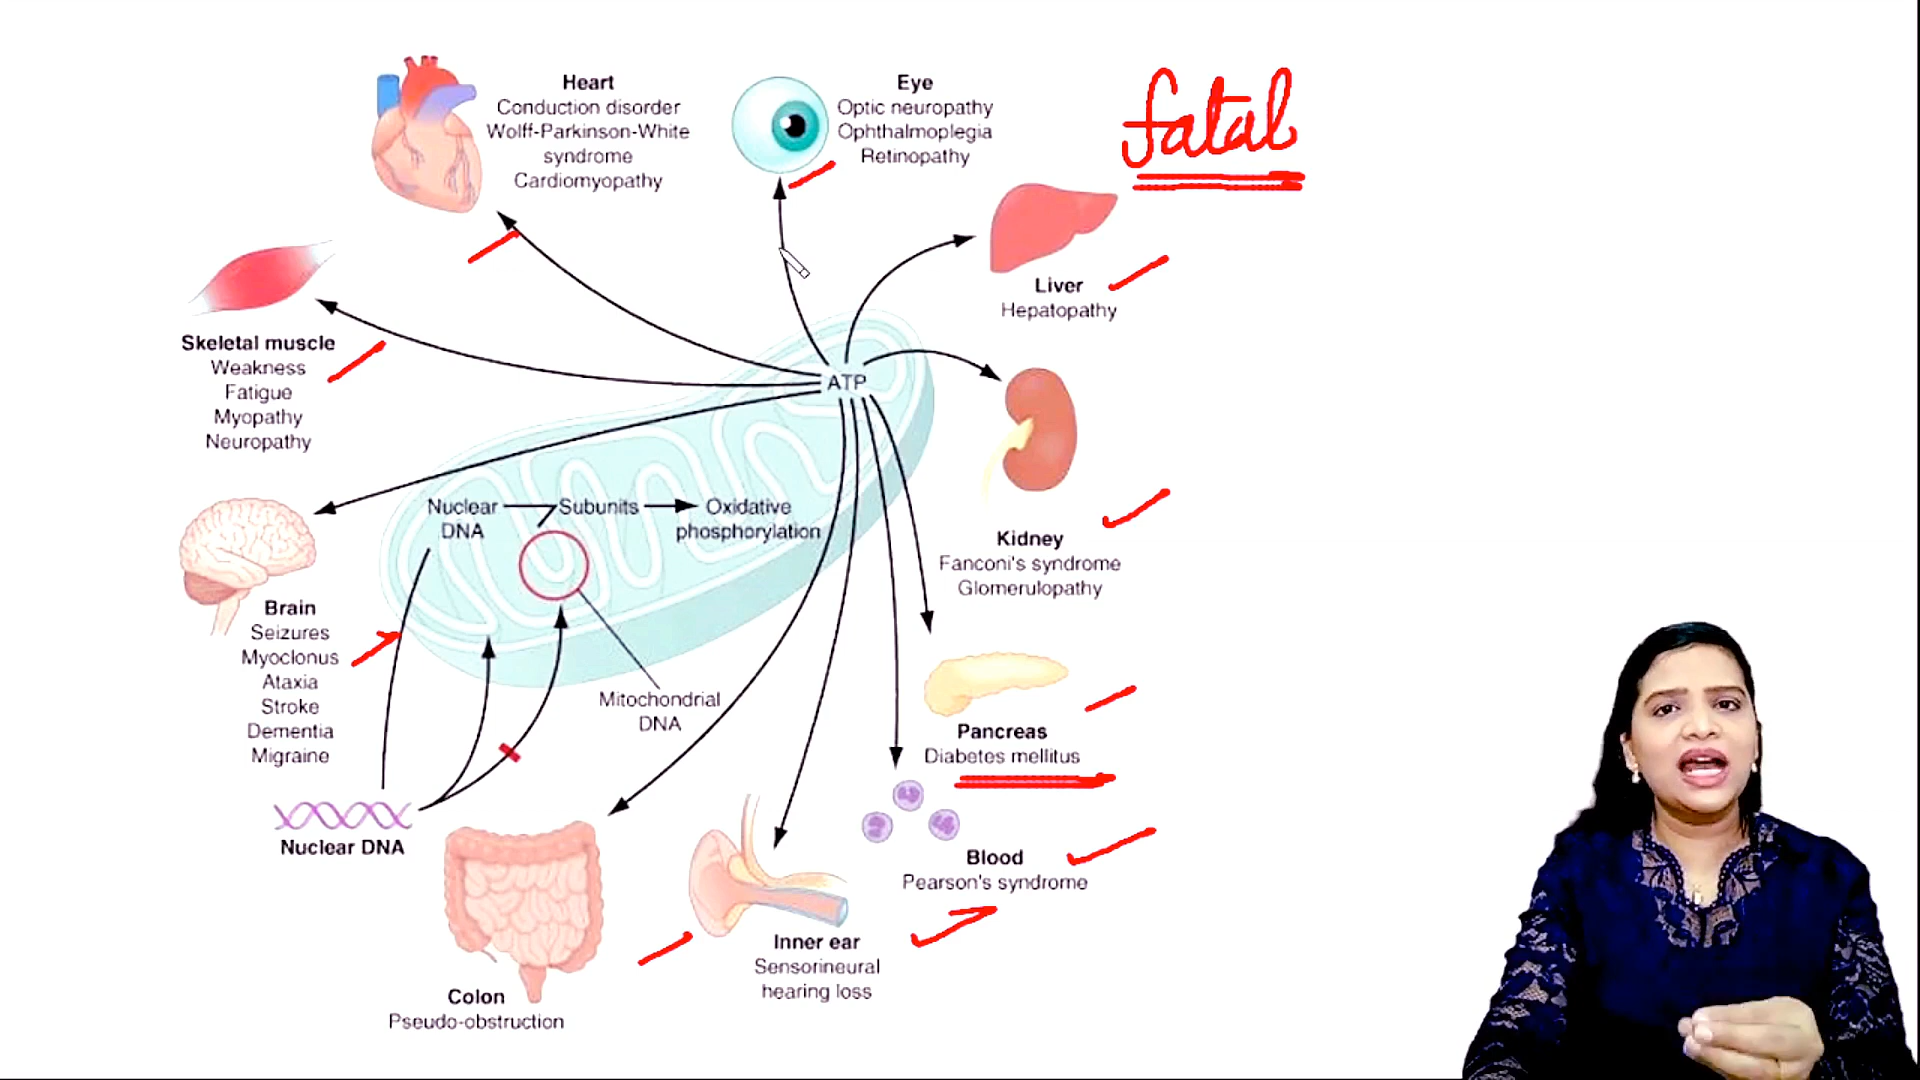 Heart
Conduction disorder
Wolff-Parkinson-White
syndrome
Cardiomyopathy
Eye
Optic neuropathy
Ophthalmoplegia
Retinopathy
fatal
Liver
Hepatopathy
Skeletal muscle
Weakness
Fatigue
Myopathy
Neuropathy
ATP
Nuclear
DNA
Subunits
Oxidative
phosphorylation
Kidney
Fanconi's syndrome
Glomerulopathy
Brain
Seizures
Myoclonus
Ataxia
Stroke
Dementia
Migraine
Mitochondrial
DNA
Pancreas
Diabetes mellitus
Nuclear DNA
Blood
Pearson's syndrome
Inner ear
Sensorineural
hearing loss
Colon
Pseudo-obstruction